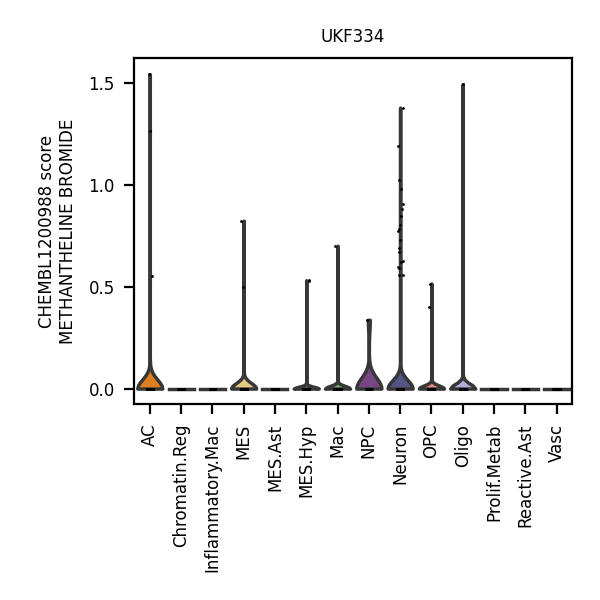 UKF334
CHEMBL1200988 score
METHANTHELINE BROMIDE
1.5
1.0
0.5
0.0
AC
Chromatin.Reg
Inflammatory.Mac
MES
MES.Ast
MES.Hyp
Mac
NPC
Neuron
OPC
Oligo
Prolif.Metab
Reactive.Ast
Vasc